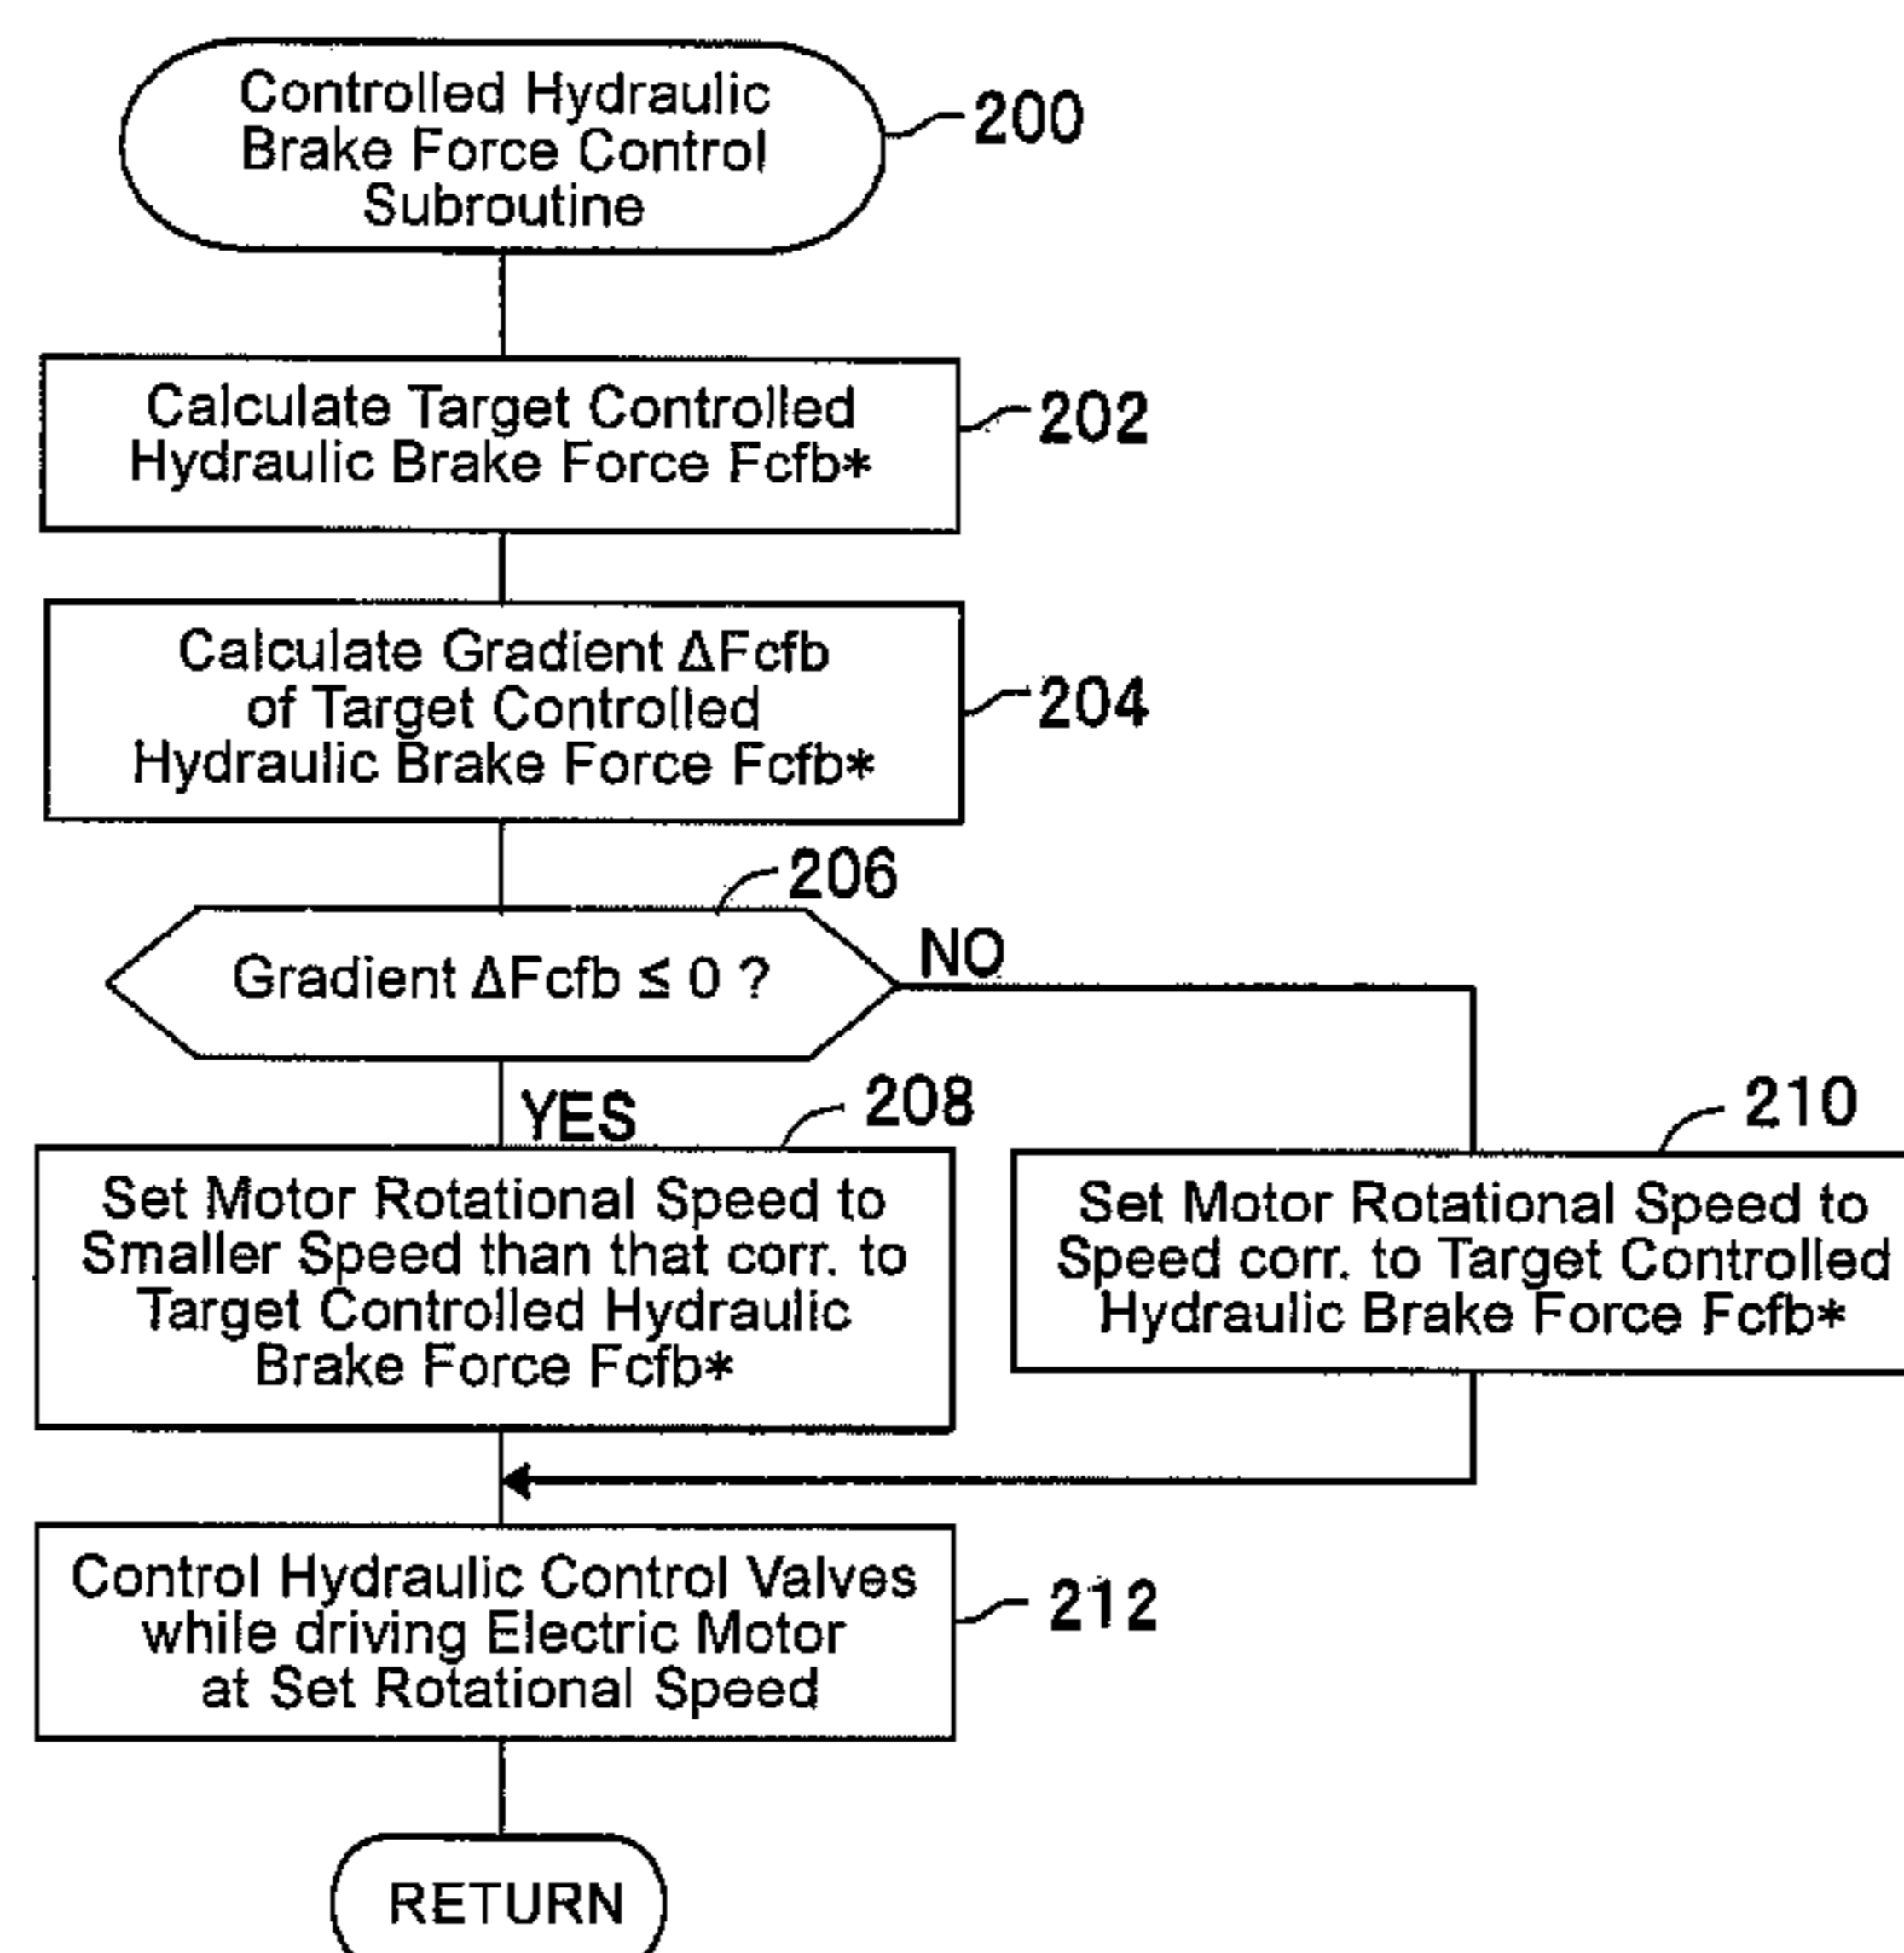 Controlled Hydraulic
Brake Force Control
Subroutine
200
Calculate Target Controlled
Hydraulic Brake Force Fcfb*
202
Calculate Gradient ΔFcfb
of Target Controlled
Hydraulic Brake Force Fcfb*
204
206
Gradient ΔFcfb ≤ 0 ?
NO
YES
208
Set Motor Rotational Speed to
Smaller Speed than that corr. to
Target Controlled Hydraulic
Brake Force Fcfb*
210
Set Motor Rotational Speed to
Speed corr. to Target Controlled
Hydraulic Brake Force Fcfb*
Control Hydraulic Control Valves
while driving Electric Motor
at Set Rotational Speed
212
RETURN